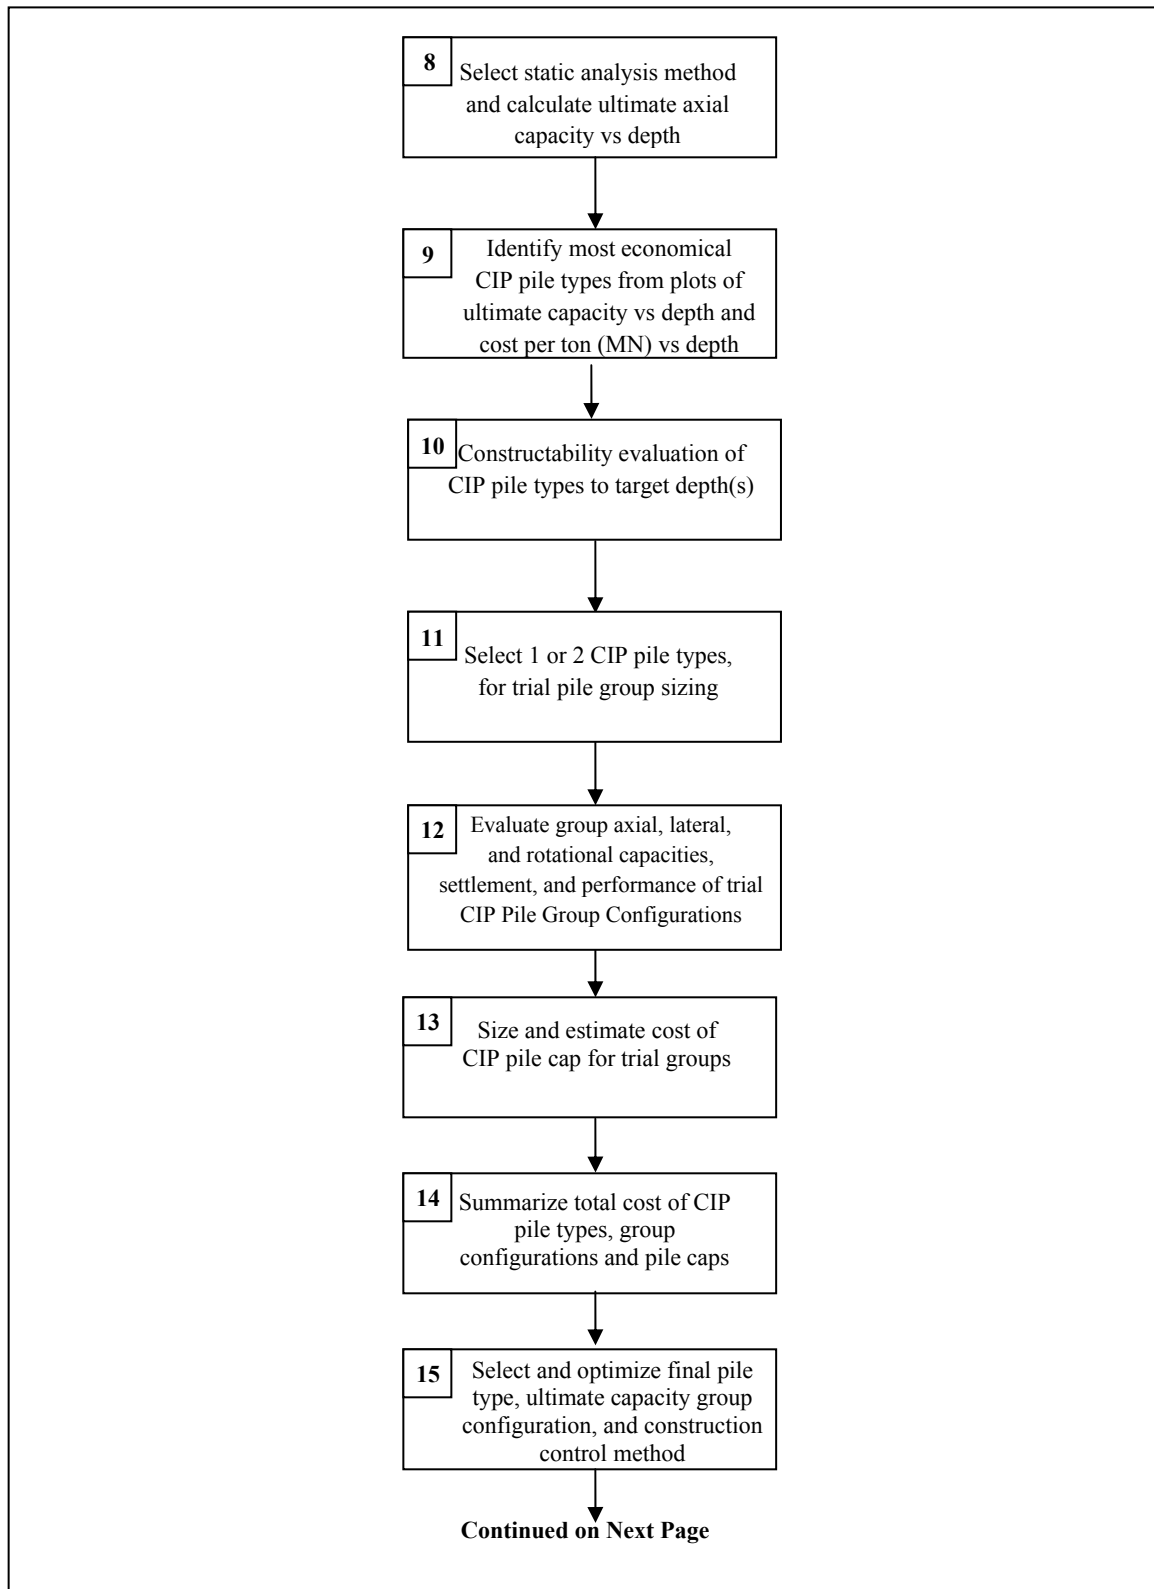 8
Select static analysis method
and calculate ultimate axial
capacity vs depth
9
Identify most economical
CIP pile types from plots of
ultimate capacity vs depth and
cost per ton (MN) vs depth
10
Constructability evaluation of
CIP pile types to target depth(s)
11
Select 1 or 2 CIP pile types,
for trial pile group sizing
12
Evaluate group axial, lateral,
and rotational capacities,
settlement, and performance of trial
CIP Pile Group Configurations
13
Size and estimate cost of
CIP pile cap for trial groups
14
Summarize total cost of CIP
pile types, group
configurations and pile caps
15
Select and optimize final pile
type, ultimate capacity group
configuration, and construction
control method
Continued on Next Page